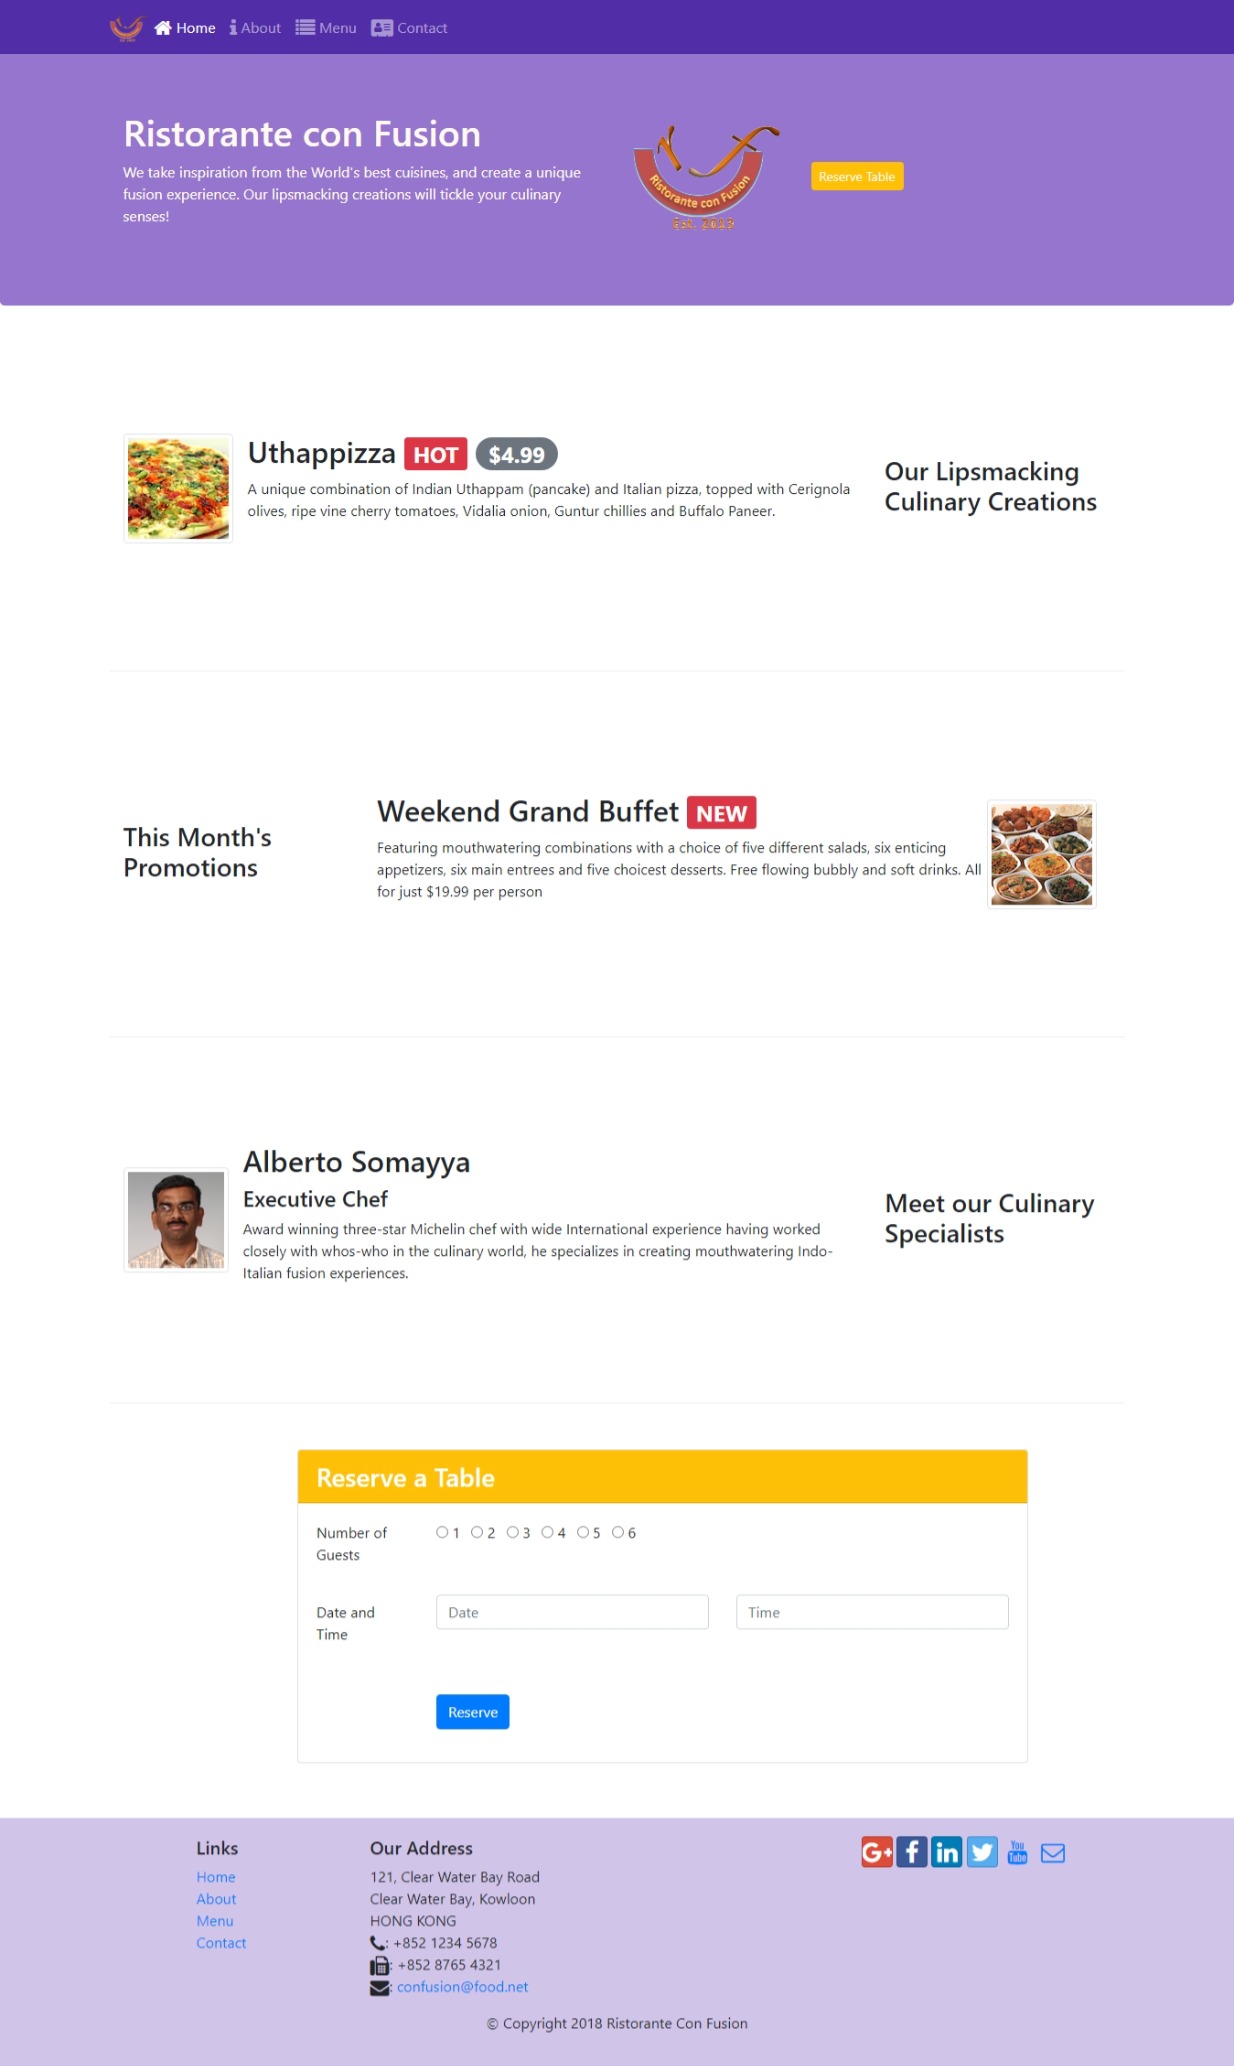 Home About Menu Contact
Ristorante con Fusion
We take inspiration from the World's best cuisines, and create a unique
fusion experience. Our lipsmacking creations will tickle your culinary
senses!
Ristorante con Fusion
Est. 2013
Reserve Table
Uthappizza HOT $4.99
A unique combination of Indian Uthappam (pancake) and Italian pizza, topped with Cerignola
olives, ripe vine cherry tomatoes, Vidalia onion, Guntur chillies and Buffalo Paneer.
Our Lipsmacking
Culinary Creations
This Month's
Promotions
Weekend Grand Buffet NEW
Featuring mouthwatering combinations with a choice of five different salads, six enticing
appetizers, six main entrees and five choicest desserts. Free flowing bubbly and soft drinks. All
for just $19.99 per person
Alberto Somayya
Executive Chef
Award winning three-star Michelin chef with wide International experience having worked
closely with whos-who in the culinary world, he specializes in creating mouthwatering Indo-
Italian fusion experiences.
Meet our Culinary
Specialists
Reserve a Table
Number of
Guests
1 2 3 4 5 6
Date and
Time
Date
Time
Reserve
Links
Home
About
Menu
Contact
Our Address
121, Clear Water Bay Road
Clear Water Bay, Kowloon
HONG KONG
: +852 1234 5678
: +852 8765 4321
: confusion@food.net
G+ f in You Tube
© Copyright 2018 Ristorante Con Fusion